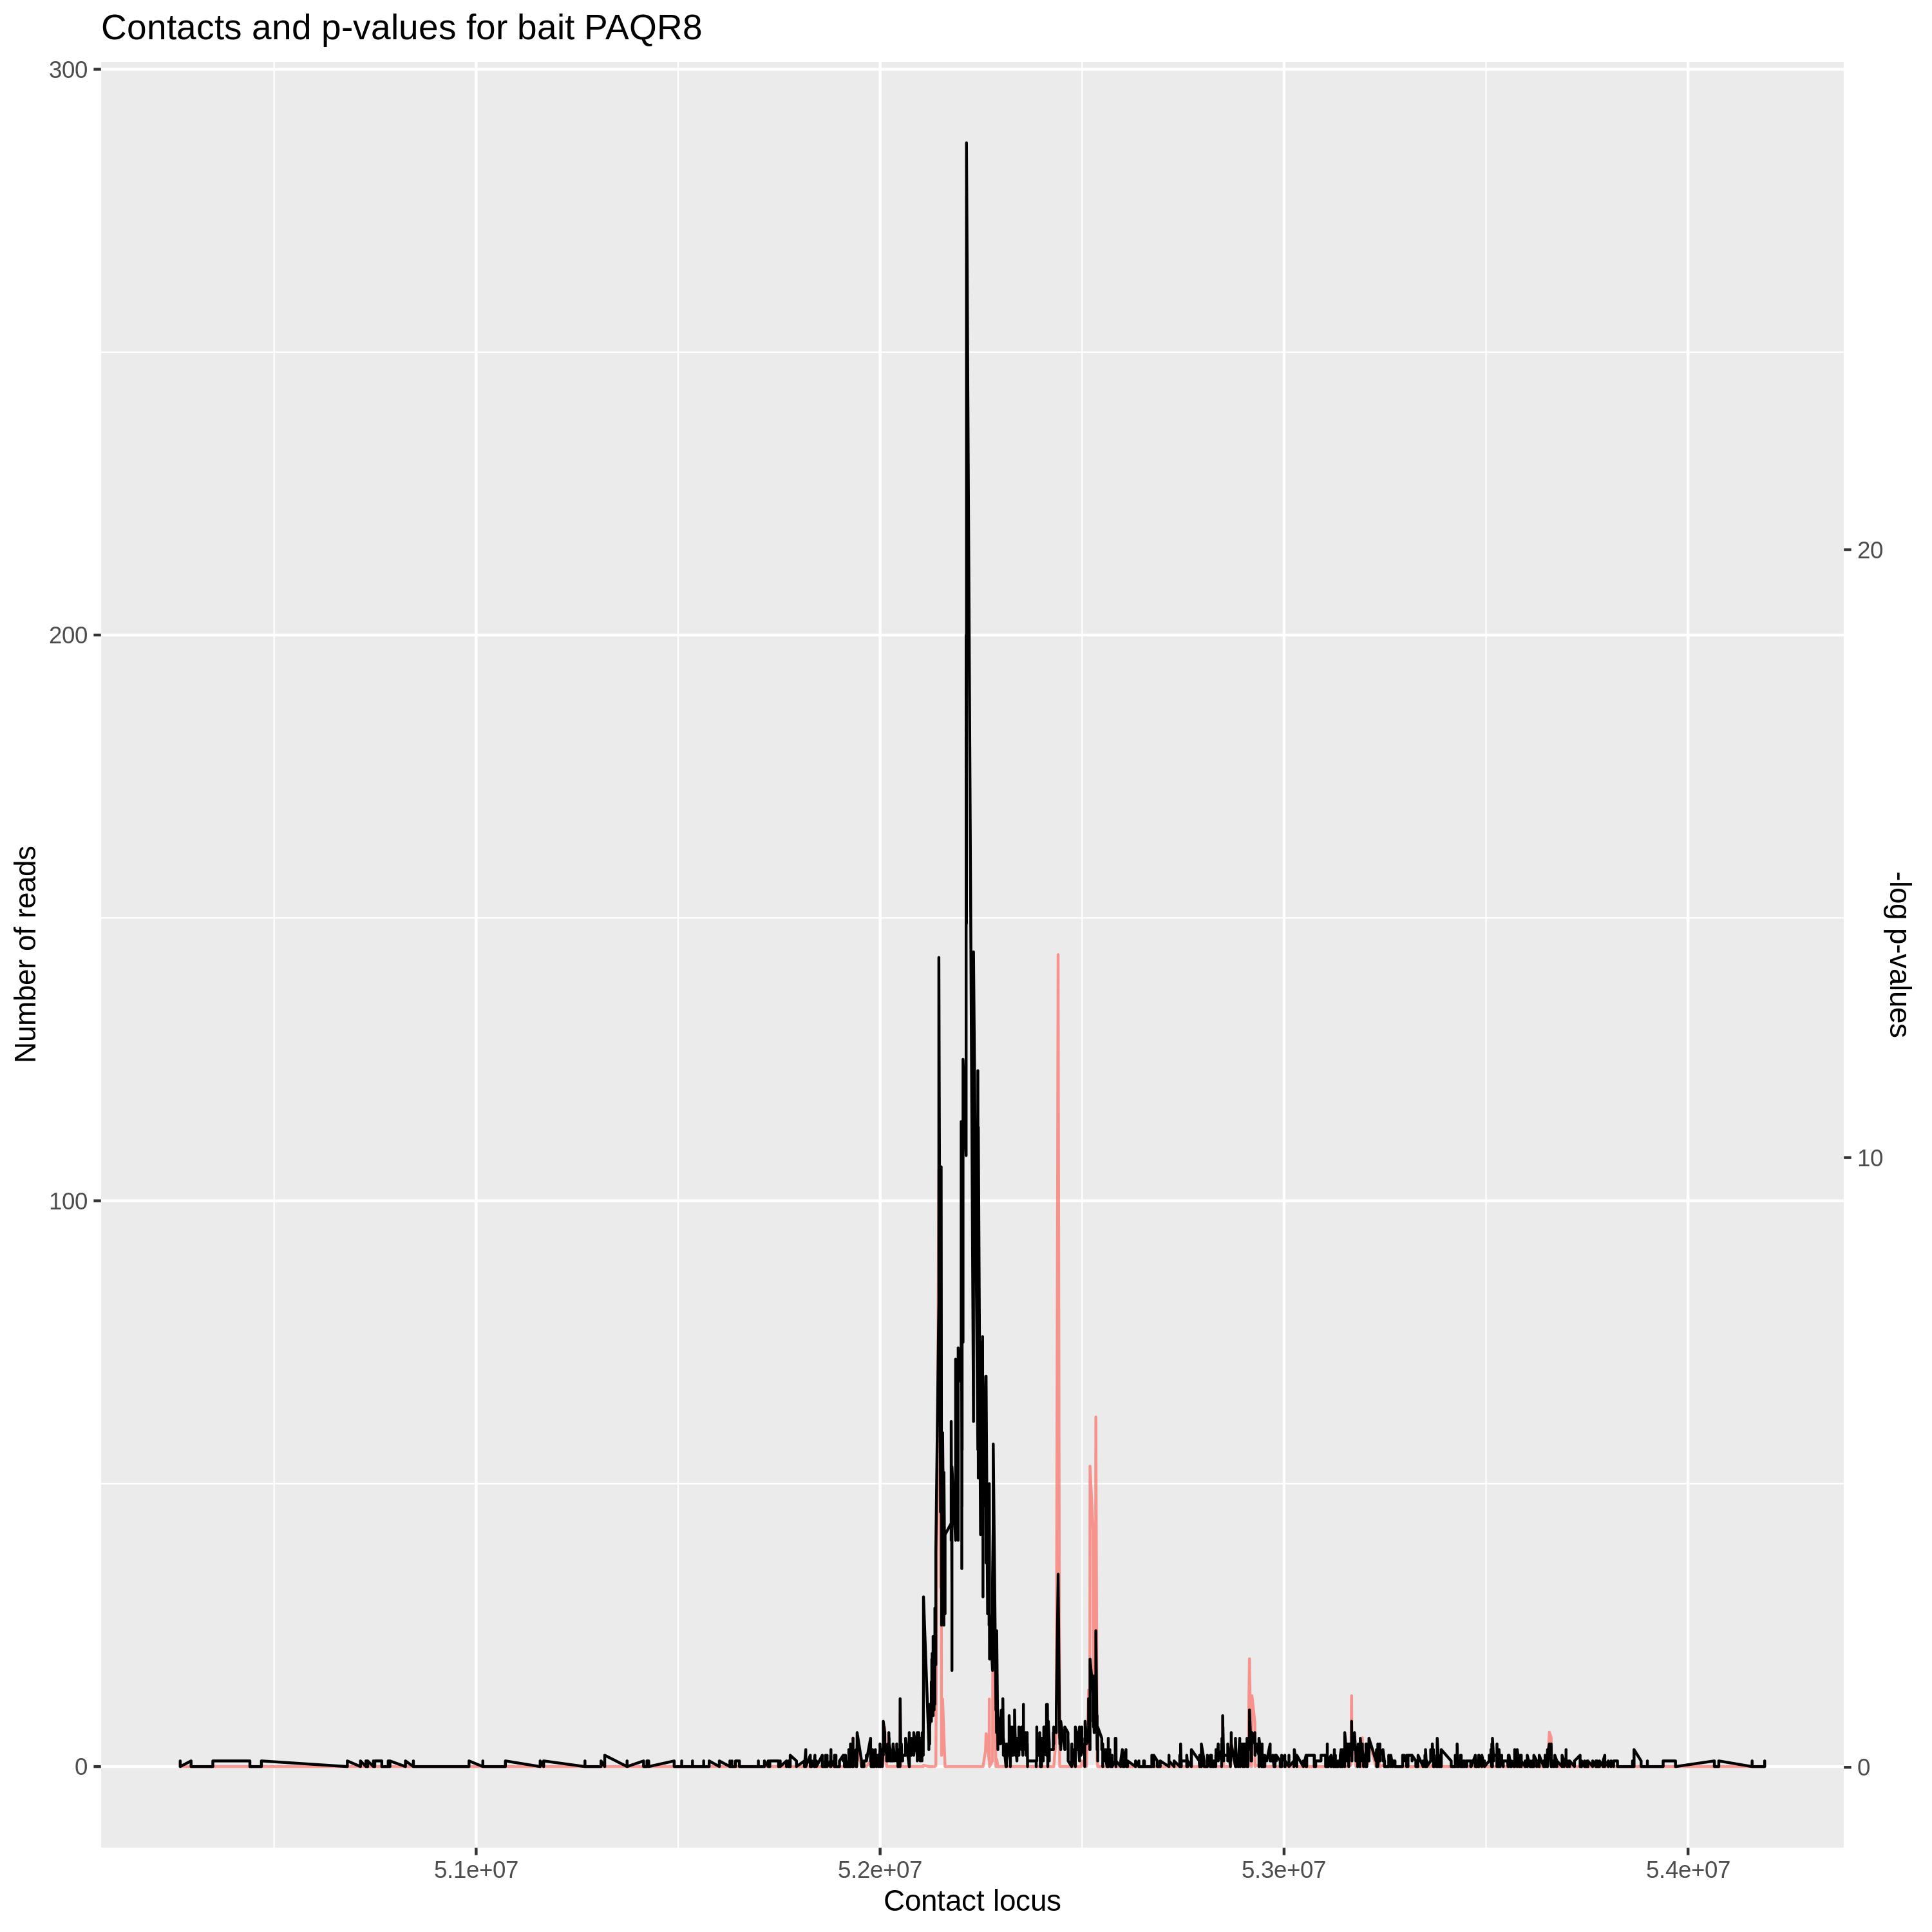 Contacts and p-values for bait PAQR8
300
200
100
0
Number of reads
20
10
0
-log p-values
5.1e+07
5.2e+07
5.3e+07
5.4e+07
Contact locus